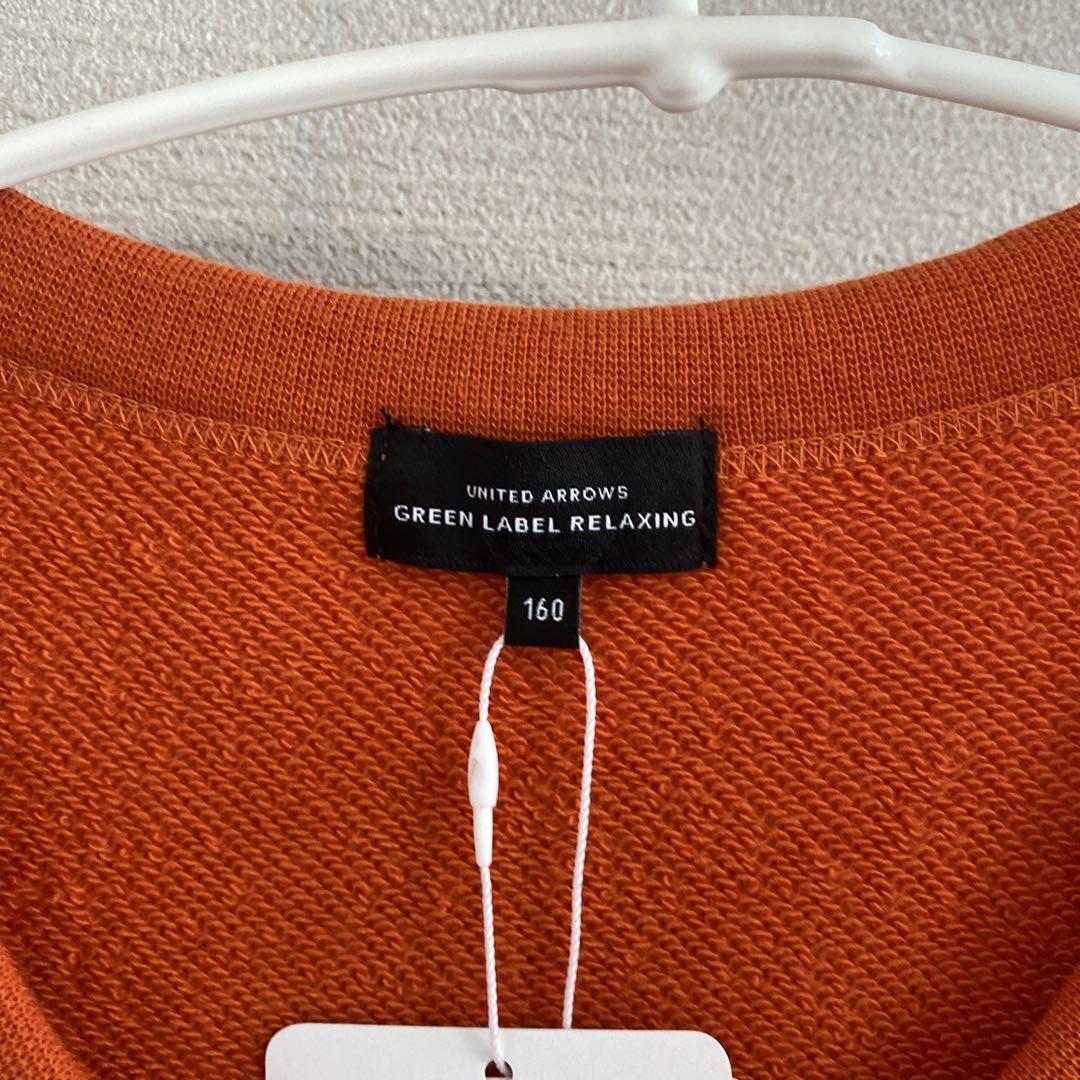 UNITED ARROWS
GREEN LABEL RELAXING
160